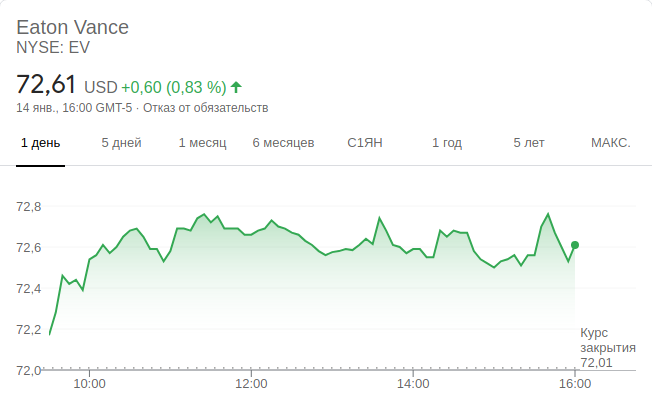 Eaton Vance
NYSE: EV
72,61 USD +0,60 (0,83 %)
14 янв., 16:00 GMT-5 · Отказ от обязательств
1 день 5 дней 1 месяц 6 месяцев С1ЯН 1 год 5 лет МАКС.
72,8
72,6
72,4
72,2
72,0
Курс
закрытия
72,01
10:00 12:00 14:00 16:00